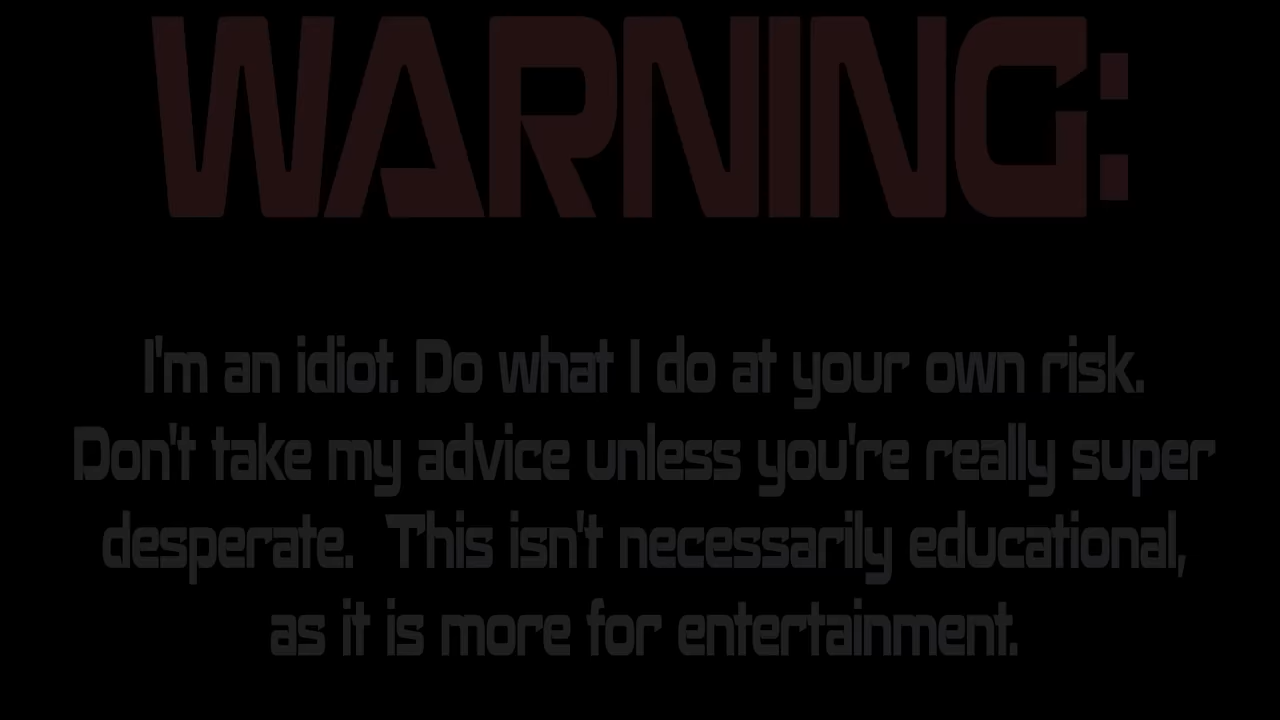 WARNING:
I'm an idiot. Do what I do at your own risk.
Don't take my advice unless you're really super
desperate.  This isn't necessarily educational,
as it is more for entertainment.